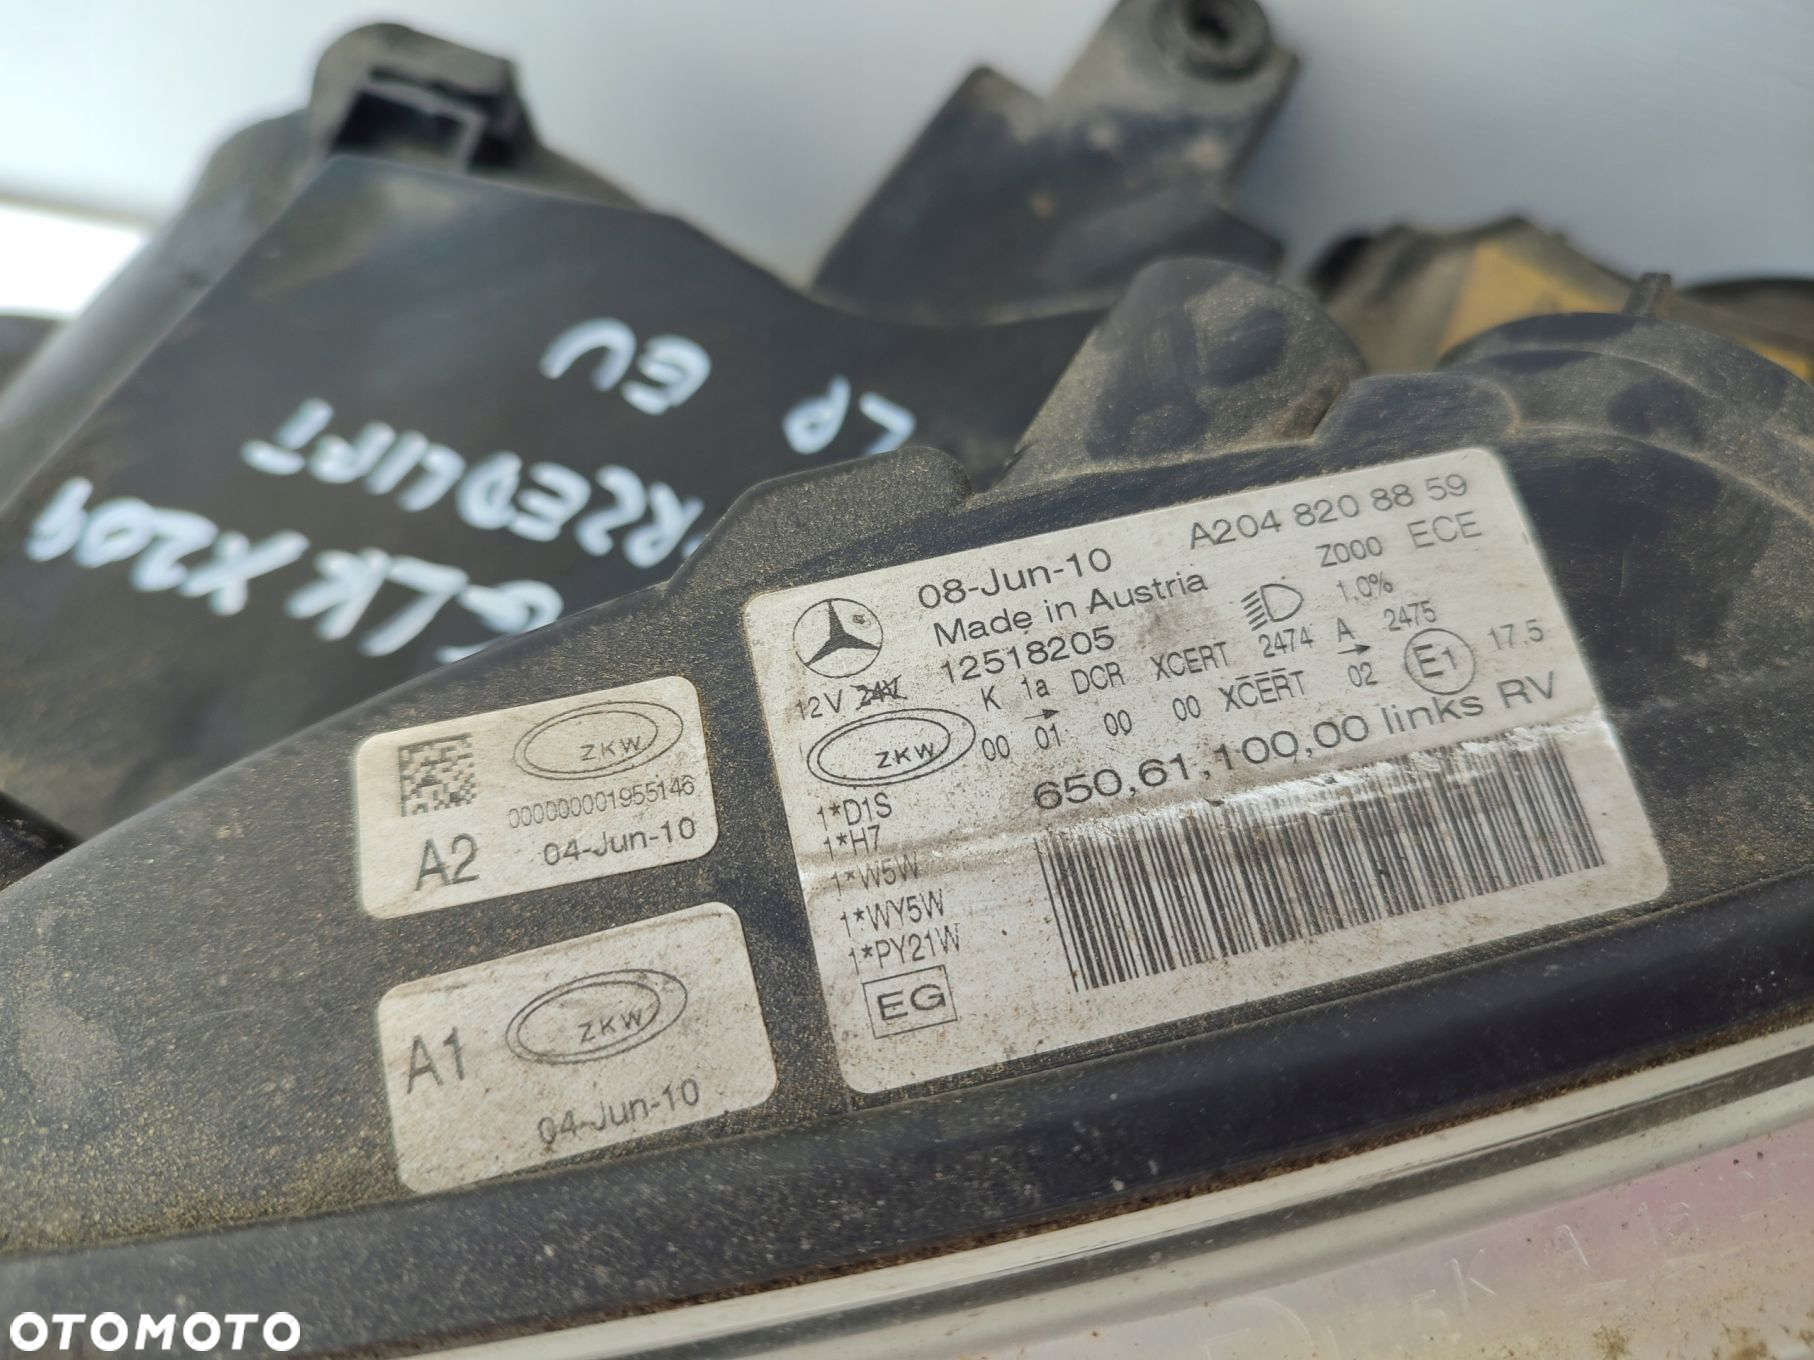 GLK X204
PRZEDLIFT
LP EU
08-Jun-10
A204 820 88 59
Made in Austria
Z000 ECE
12518205
1.0%
12V 24V
K 1a DCR XCERT 2474 A 2475
ZKW
00 01 00 00 XCERT 02 E1 17.5
650,61,100,00 links RV
1*D1S
1*H7
1*W5W
1*WY5W
1*PY21W
EG
ZKW
000000001955146
A2
04-Jun-10
A1
ZKW
04-Jun-10
OTOMOTO